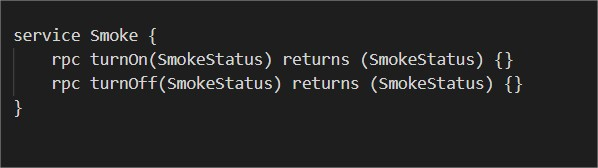 service Smoke {
    rpc turnOn(SmokeStatus) returns (SmokeStatus) {}
    rpc turnOff(SmokeStatus) returns (SmokeStatus) {}
}